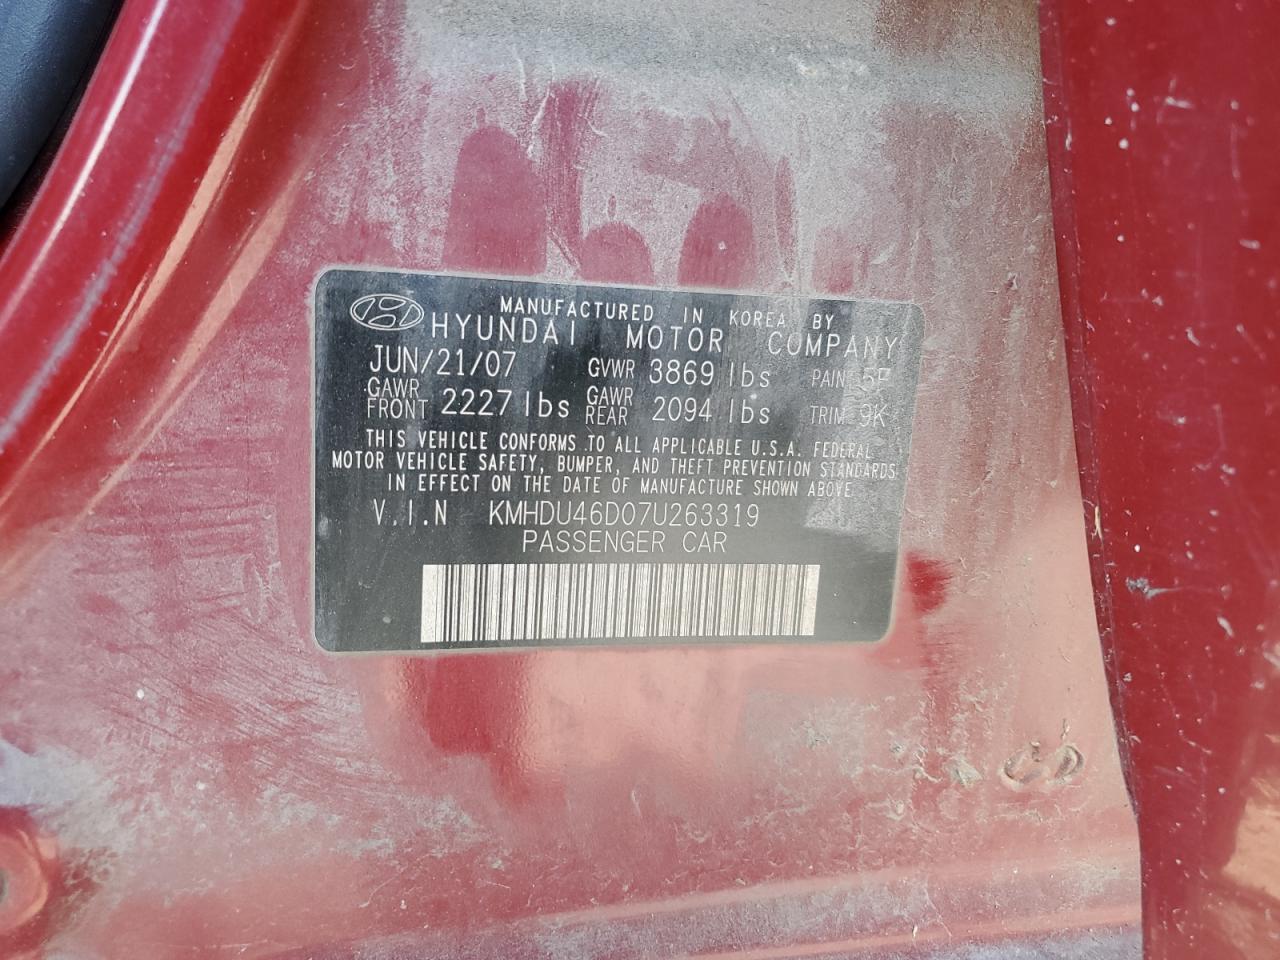 MANUFACTURED IN KOREA BY
HYUNDAI MOTOR COMPANY
JUN/21/07 GVWR 3869 lbs PAINT 5P
GAWR FRONT 2227 lbs GAWR REAR 2094 lbs TRIM 9K
THIS VEHICLE CONFORMS TO ALL APPLICABLE U.S.A. FEDERAL
MOTOR VEHICLE SAFETY, BUMPER, AND THEFT PREVENTION STANDARDS
IN EFFECT ON THE DATE OF MANUFACTURE SHOWN ABOVE
V.I.N KMHDU46D07U263319
PASSENGER CAR
CD